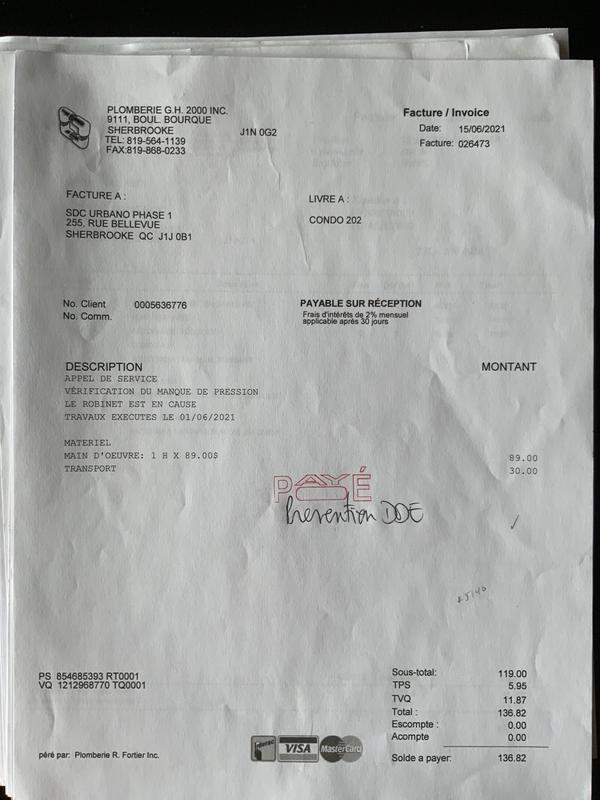 PLOMBERIE G.H. 2000 INC.
9111, BOUL. BOURQUE
SHERBROOKE J1N 0G2
TEL: 819-564-1139
FAX:819-868-0233
Facture / Invoice
Date: 15/06/2021
Facture: 026473
FACTURE A :
SDC URBANO PHASE 1
255, RUE BELLEVUE
SHERBROOKE QC J1J 0B1
LIVRE A :
CONDO 202
No. Client 0005636776
No. Comm.
PAYABLE SUR RÉCEPTION
Frais d'intérêts de 2% mensuel
applicable après 30 jours
DESCRIPTION MONTANT
APPEL DE SERVICE
VÉRIFICATION DU MANQUE DE PRESSION
LE ROBINET EST EN CAUSE
TRAVAUX EXECUTES LE 01/06/2021
MATERIEL
MAIN D'OEUVRE: 1 H X 89.00$ 89.00
TRANSPORT 30.00
PAYÉ
Prevention DDE
PS 854685393 RT0001
VQ 1212968770 TQ0001
Sous-total: 119.00
TPS 5.95
TVQ 11.87
Total : 136.82
Escompte : 0.00
Acompte 0.00
Solde a payer: 136.82
péré par: Plomberie R. Fortier Inc.
VISA
MasterCard